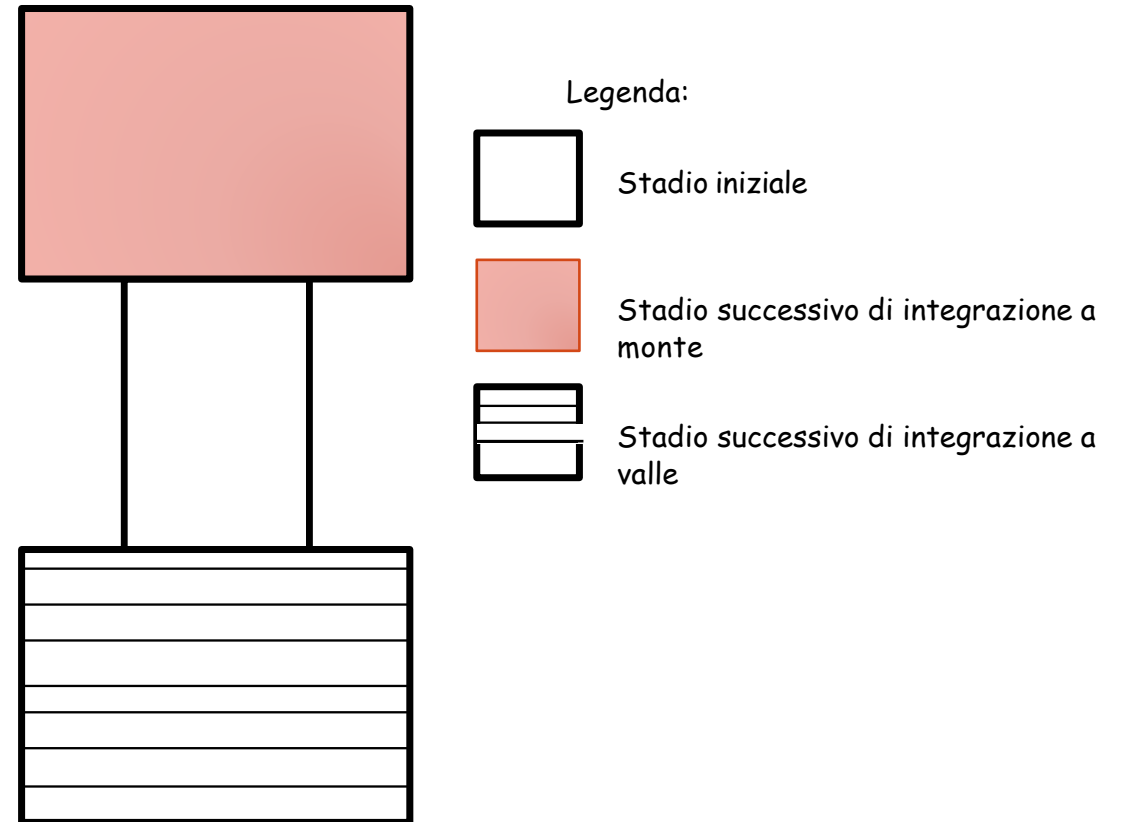 Legenda:
Stadio iniziale
Stadio successivo di integrazione a
monte
Stadio successivo di integrazione a
valle